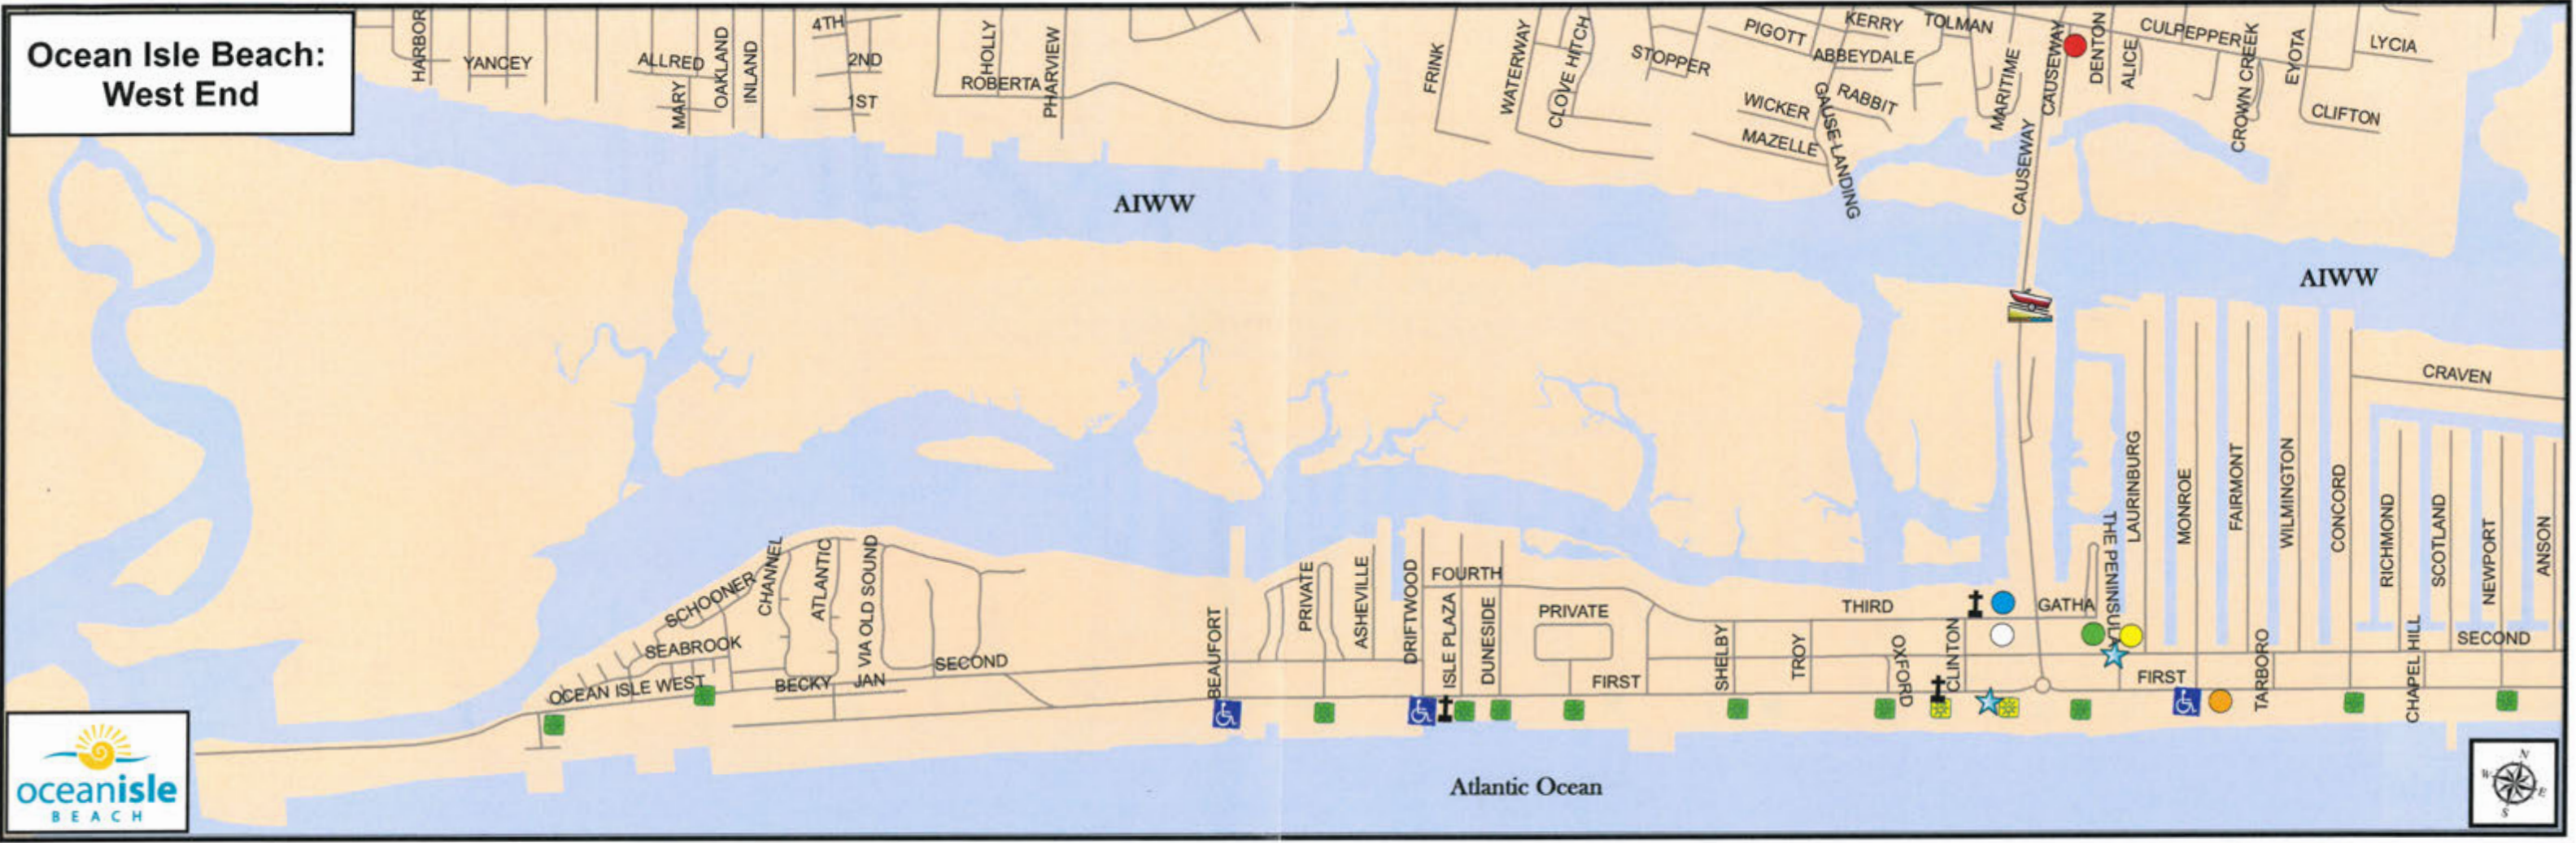 Ocean Isle Beach:
West End
HARBOR
YANCEY
ALLRED
MARY
OAKLAND
INLAND
4TH
2ND
1ST
HOLLY
ROBERTA
PHARVIEW
FRINK
WATERWAY
CLOVE HITCH
STOPPER
PIGOTT
KERRY
TOLMAN
ABBEYDALE
WICKER
RABBIT
MAZELLE
GAUSE LANDING
MARITIME
CAUSEWAY
CAUSEWAY
DENTON
ALICE
CULPEPPER
CROWN CREEK
EYOTA
LYCIA
CLIFTON
AIWW
AIWW
CRAVEN
LAURINBURG
THE PENINSULA
MONROE
FAIRMONT
WILMINGTON
CONCORD
RICHMOND
SCOTLAND
NEWPORT
ANSON
SCHOONER
CHANNEL
ATLANTIC
VIA OLD SOUND
SEABROOK
OCEAN ISLE WEST
BECKY
JAN
SECOND
BEAUFORT
PRIVATE
ASHEVILLE
DRIFTWOOD
FOURTH
ISLE PLAZA
DUNESIDE
PRIVATE
FIRST
SHELBY
TROY
THIRD
OXFORD
CLINTON
GATHA
FIRST
TARBORO
CHAPEL HILL
SECOND
Atlantic Ocean
oceanisle
BEACH
N
W
E
S